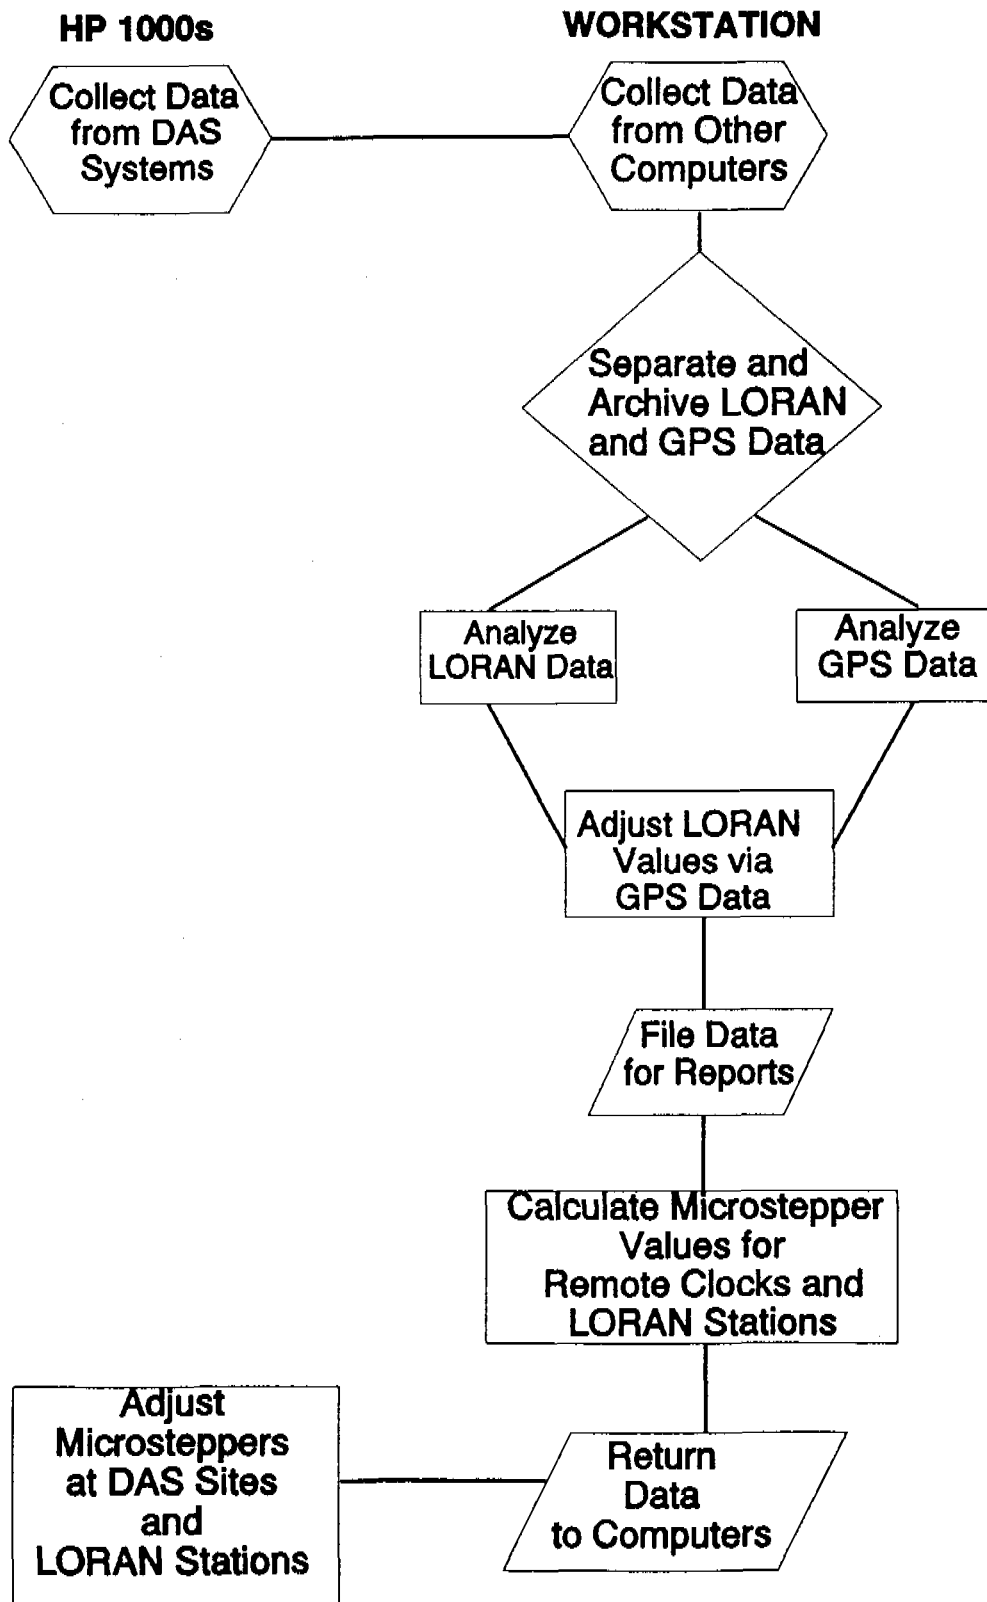 HP 1000s
WORKSTATION
Collect Data
from DAS
Systems
Collect Data
from Other
Computers
Separate and
Archive LORAN
and GPS Data
Analyze
LORAN Data
Analyze
GPS Data
Adjust LORAN
Values via
GPS Data
File Data
for Reports
Calculate Microstepper
Values for
Remote Clocks and
LORAN Stations
Adjust
Microsteppers
at DAS Sites
and
LORAN Stations
Return
Data
to Computers